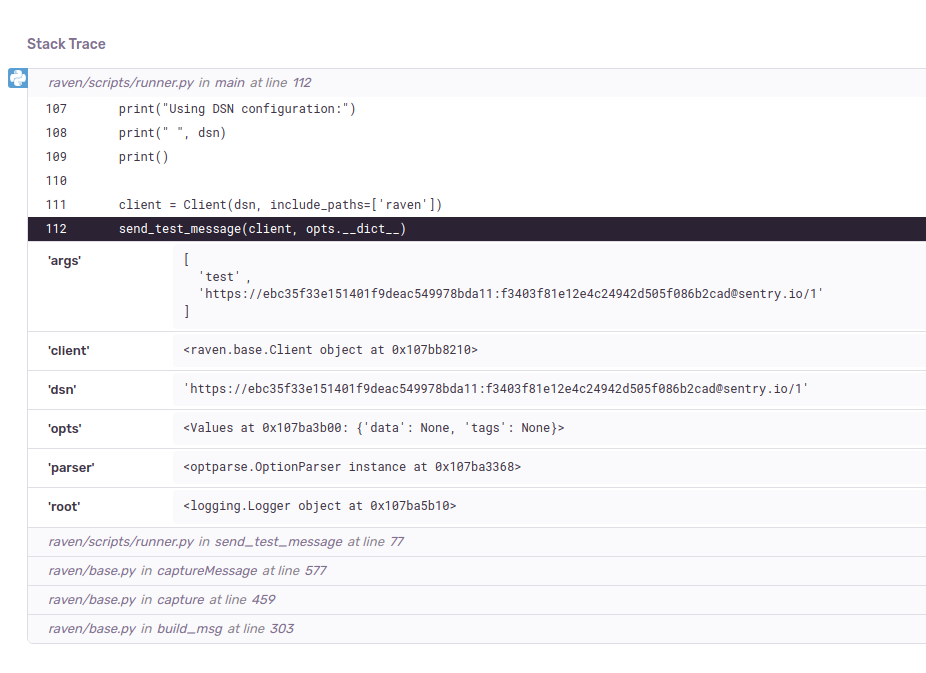 Stack Trace
raven/scripts/runner.py in main at line 112
107 print("Using DSN configuration:")
108 print(" ", dsn)
109 print()
110
111 client = Client(dsn, include_paths=['raven'])
112 send_test_message(client, opts.__dict__)
'args' [
'test' ,
'https://ebc35f33e151401f9deac549978bda11:f3403f81e12e4c24942d505f086b2cad@sentry.io/1'
]
'client' <raven.base.Client object at 0x107bb8210>
'dsn' 'https://ebc35f33e151401f9deac549978bda11:f3403f81e12e4c24942d505f086b2cad@sentry.io/1'
'opts' <Values at 0x107ba3b00: {'data': None, 'tags': None}>
'parser' <optparse.OptionParser instance at 0x107ba3368>
'root' <logging.Logger object at 0x107ba5b10>
raven/scripts/runner.py in send_test_message at line 77
raven/base.py in captureMessage at line 577
raven/base.py in capture at line 459
raven/base.py in build_msg at line 303